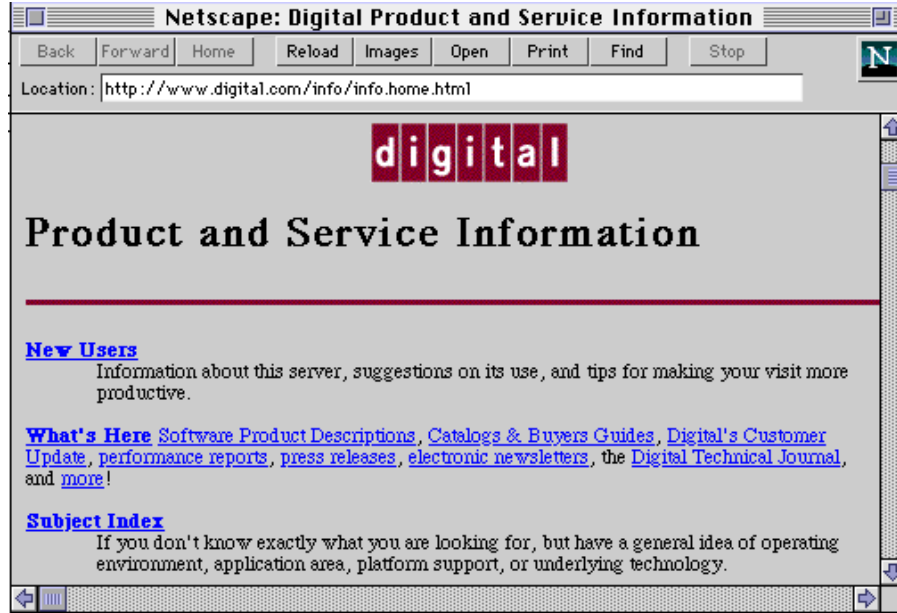 Netscape: Digital Product and Service Information
Back Forward Home Reload Images Open Print Find Stop
N
Location: http://www.digital.com/info/info.home.html
digital
Product and Service Information
New Users
Information about this server, suggestions on its use, and tips for making your visit more
productive.
What's Here Software Product Descriptions, Catalogs & Buyers Guides, Digital's Customer
Update, performance reports, press releases, electronic newsletters, the Digital Technical Journal,
and more!
Subject Index
If you don't know exactly what you are looking for, but have a general idea of operating
environment, application area, platform support, or underlying technology.